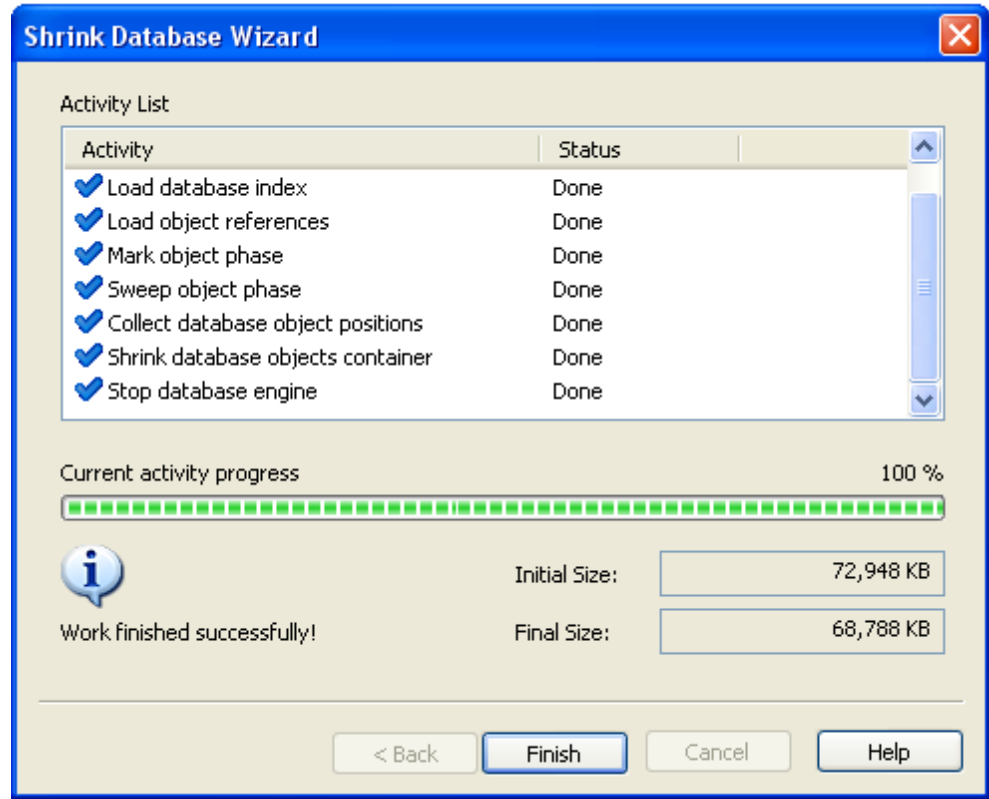 Shrink Database Wizard
Activity List
Activity Status
Load database index Done
Load object references Done
Mark object phase Done
Sweep object phase Done
Collect database object positions Done
Shrink database objects container Done
Stop database engine Done
Current activity progress 100 %
Initial Size: 72,948 KB
Work finished successfully! Final Size: 68,788 KB
< Back Finish Cancel Help